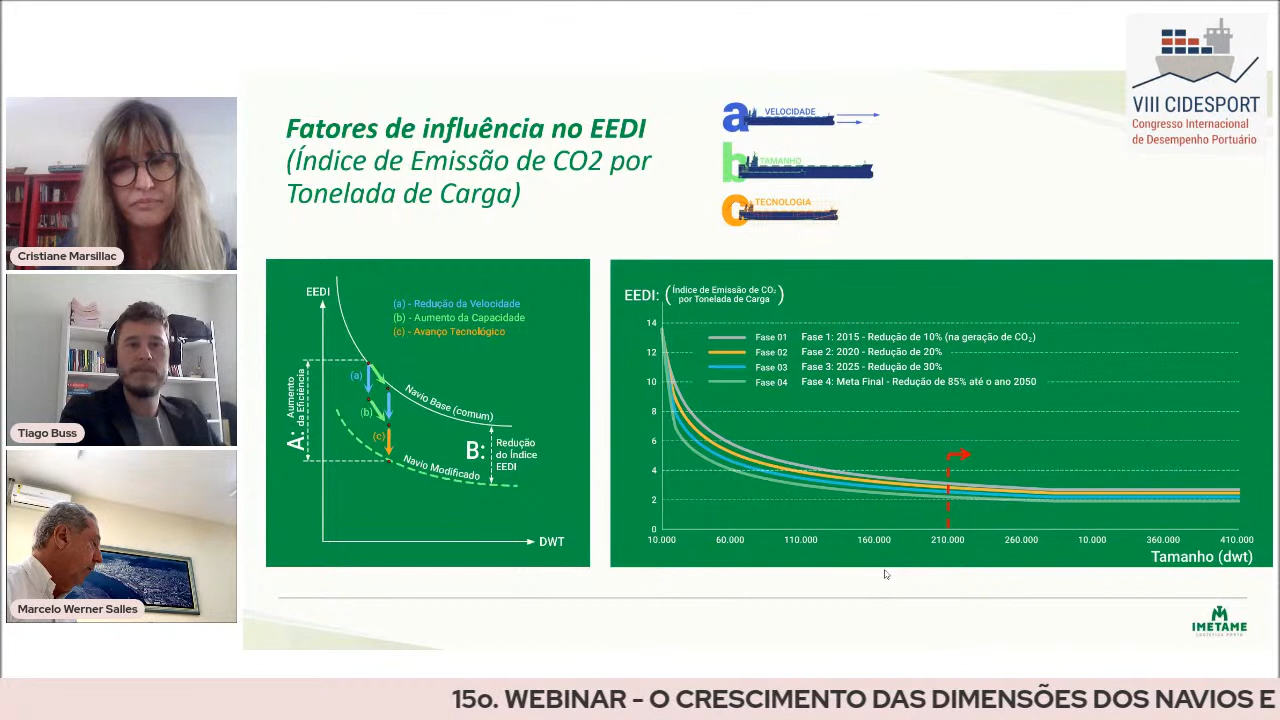 VIII CIDESPORT
Congresso Internacional
de Desempenho Portuário
Cristiane Marsillac
Tiago Buss
Marcelo Werner Salles
Fatores de influência no EEDI
(Índice de Emissão de CO2 por
Tonelada de Carga)
a VELOCIDADE
b TAMANHO
c TECNOLOGIA
EEDI
(a) - Redução da Velocidade
(b) - Aumento da Capacidade
(c) - Avanço Tecnológico
A: Aumento
da Eficiência
(a)
(b)
(c)
Navio Base (comum)
Navio Modificado
B: Redução
do Índice
EEDI
DWT
EEDI: (Índice de Emissão de CO₂
por Tonelada de Carga)
14
12
10
8
6
4
2
0
Fase 01 Fase 1: 2015 - Redução de 10% (na geração de CO₂)
Fase 02 Fase 2: 2020 - Redução de 20%
Fase 03 Fase 3: 2025 - Redução de 30%
Fase 04 Fase 4: Meta Final - Redução de 85% até o ano 2050
10.000 60.000 110.000 160.000 210.000 260.000 10.000 360.000 410.000
Tamanho (dwt)
IMETAME
LOGÍSTICA PORTO
15o. WEBINAR - O CRESCIMENTO DAS DIMENSÕES DOS NAVIOS E